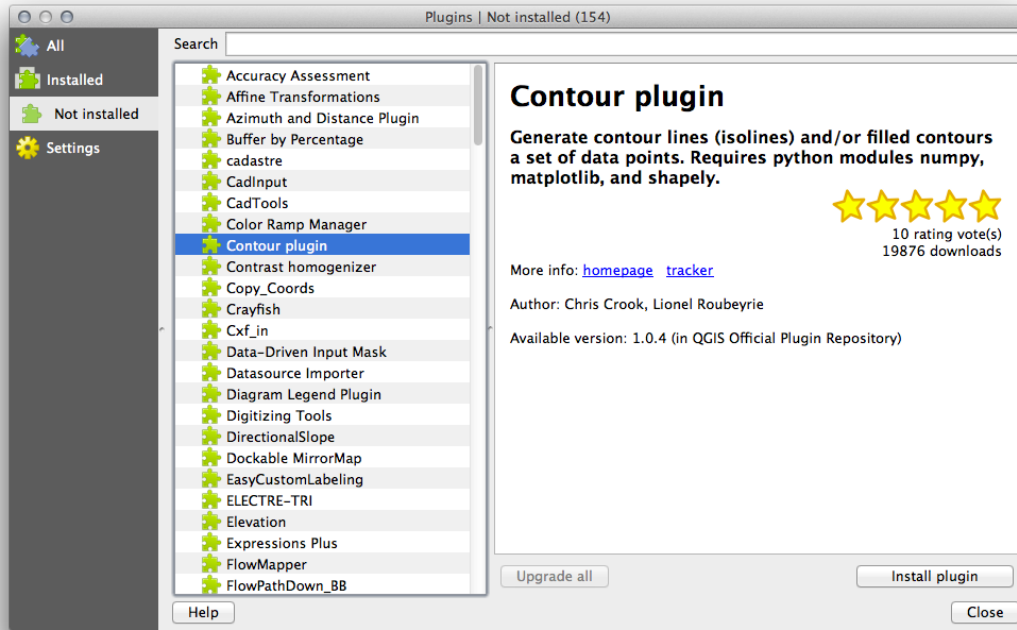 Plugins | Not installed (154)
All
Installed
Not installed
Settings
Search
Accuracy Assessment
Affine Transformations
Azimuth and Distance Plugin
Buffer by Percentage
cadastre
CadInput
CadTools
Color Ramp Manager
Contour plugin
Contrast homogenizer
Copy_Coords
Crayfish
Cxf_in
Data-Driven Input Mask
Datasource Importer
Diagram Legend Plugin
Digitizing Tools
DirectionalSlope
Dockable MirrorMap
EasyCustomLabeling
ELECTRE-TRI
Elevation
Expressions Plus
FlowMapper
FlowPathDown_BB
Contour plugin
Generate contour lines (isolines) and/or filled contours
a set of data points. Requires python modules numpy,
matplotlib, and shapely.
10 rating vote(s)
19876 downloads
More info: homepage tracker
Author: Chris Crook, Lionel Roubeyrie
Available version: 1.0.4 (in QGIS Official Plugin Repository)
Upgrade all
Install plugin
Help
Close